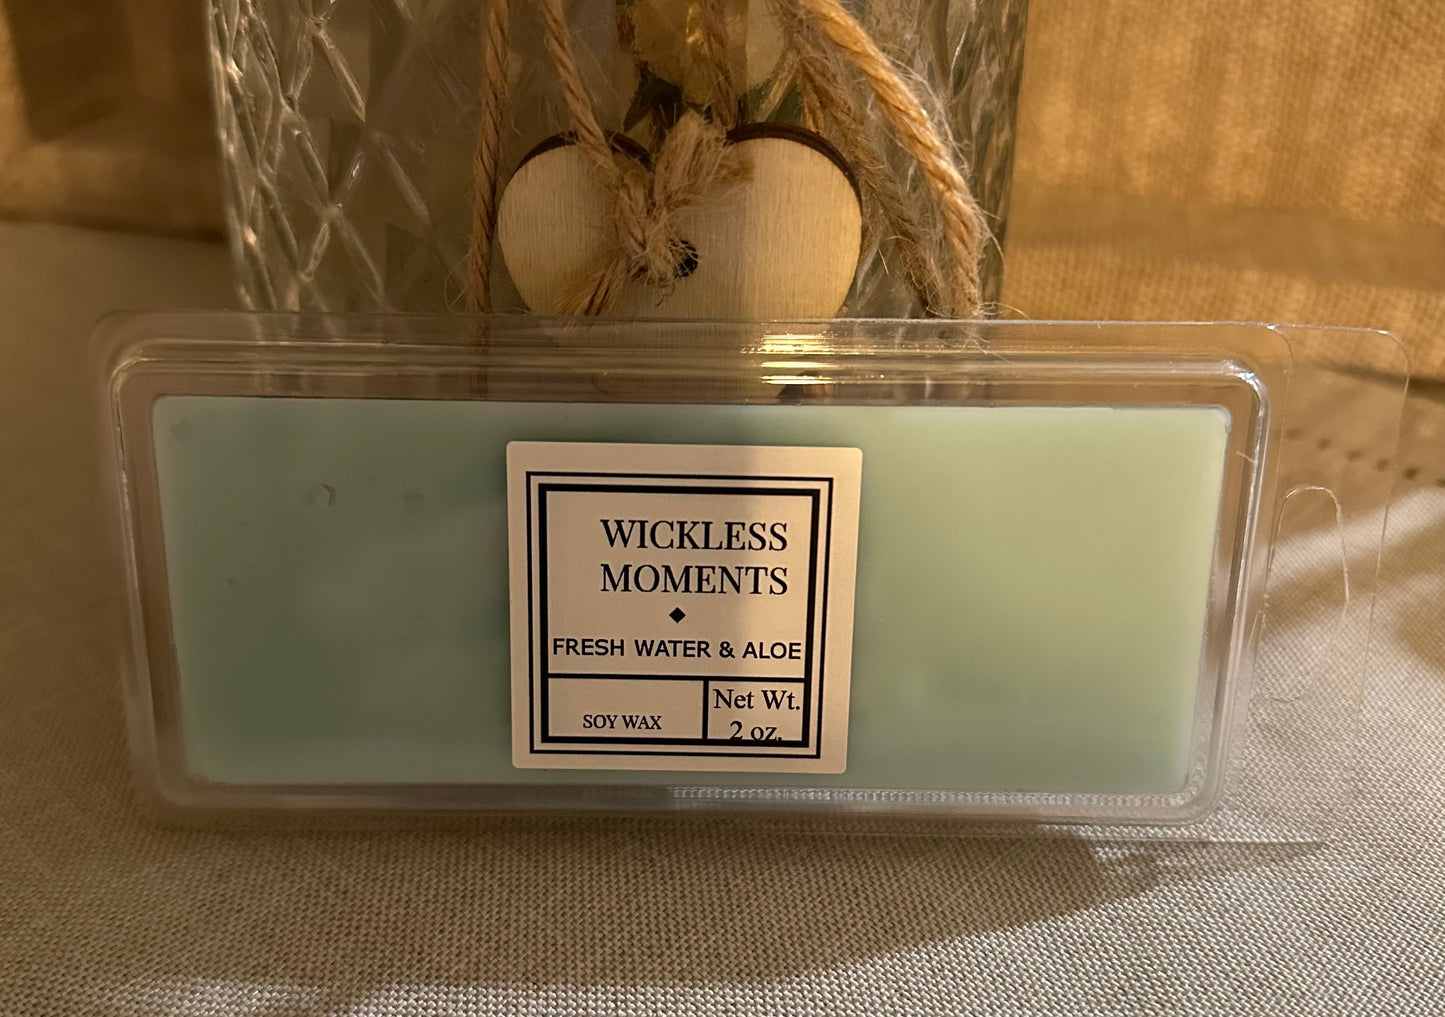 WICKLESS
MOMENTS
FRESH WATER & ALOE
SOY WAX
Net Wt.
2 oz.